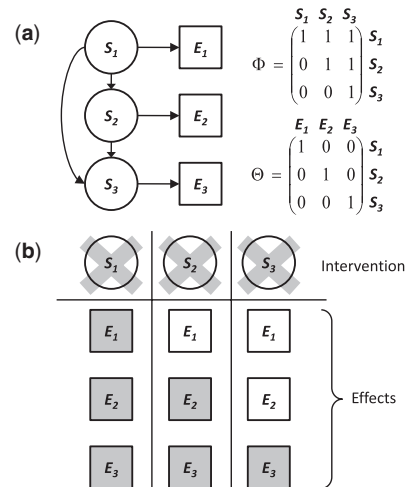 (a)
S1 E1
S2 E2
S3 E3
S1 S2 S3
Φ = ( 1 1 1 ) S1
0 1 1 S2
0 0 1 S3
E1 E2 E3
Θ = ( 1 0 0 ) S1
0 1 0 S2
0 0 1 S3
(b)
S1 S2 S3 Intervention
E1 E1 E1
E2 E2 E2 Effects
E3 E3 E3